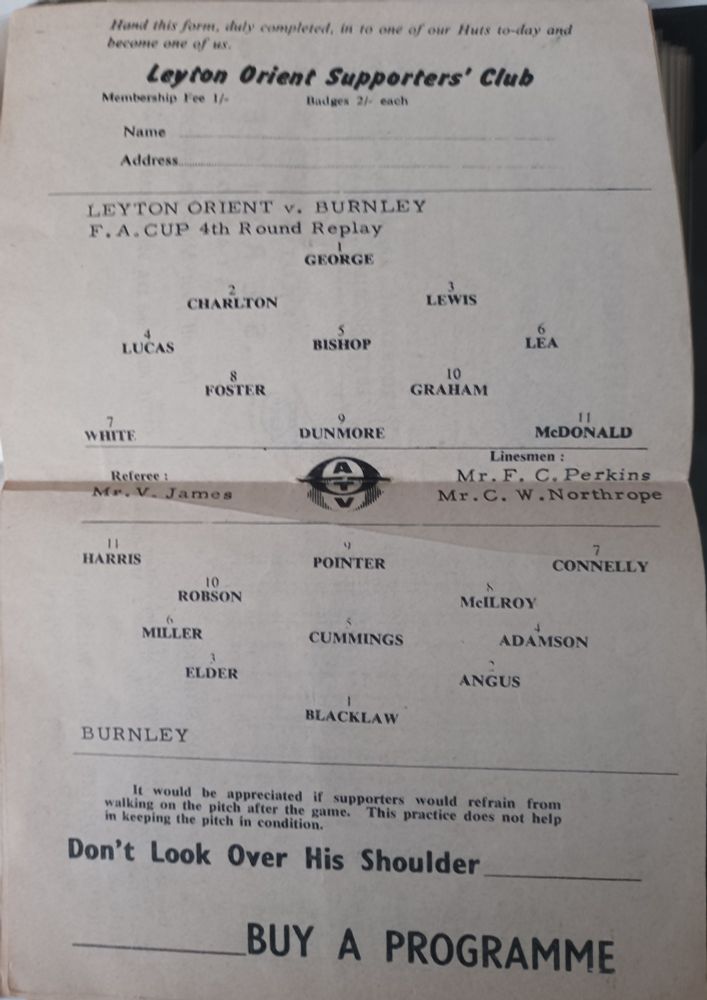 Hand this form, duly completed, in to one of our Huts to-day and
become one of us.
Leyton Orient Supporters' Club
Membership Fee 1/- Badges 2/- each
Name
Address
LEYTON ORIENT v. BURNLEY
F.A.CUP 4th Round Replay
1
GEORGE
2 3
CHARLTON LEWIS
4 5 6
LUCAS BISHOP LEA
8 10
FOSTER GRAHAM
7 9 11
WHITE DUNMORE McDONALD
Linesmen :
Referee : Mr. F. C. Perkins
Mr. V. James Mr. C. W. Northrope
ATV
11 9 7
HARRIS POINTER CONNELLY
10 8
ROBSON McILROY
6 5 4
MILLER CUMMINGS ADAMSON
3 2
ELDER ANGUS
1
BLACKLAW
BURNLEY
It would be appreciated if supporters would refrain from
walking on the pitch after the game. This practice does not help
in keeping the pitch in condition.
Don't Look Over His Shoulder
BUY A PROGRAMME